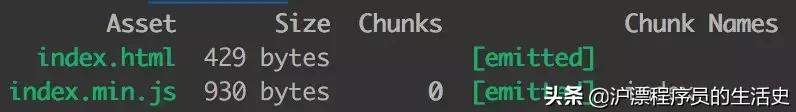 Asset Size Chunks Chunk Names
index.html 429 bytes [emitted]
index.min.js 930 bytes 0 [emitted]
头条 @沪漂程序员的生活史